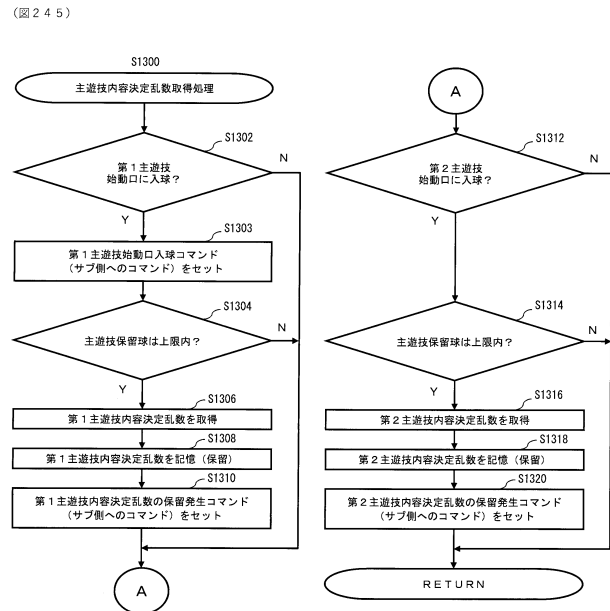 （図２４５）
S1300
主遊技内容決定乱数取得処理
S1302
第１主遊技
始動口に入球？
N
Y
S1303
第１主遊技始動口入球コマンド
（サブ側へのコマンド）をセット
S1304
主遊技保留球は上限内？
N
Y
S1306
第１主遊技内容決定乱数を取得
S1308
第１主遊技内容決定乱数を記憶（保留）
S1310
第１主遊技内容決定乱数の保留発生コマンド
（サブ側へのコマンド）をセット
A
A
S1312
第２主遊技
始動口に入球？
N
Y
S1314
主遊技保留球は上限内？
N
Y
S1316
第２主遊技内容決定乱数を取得
S1318
第２主遊技内容決定乱数を記憶（保留）
S1320
第２主遊技内容決定乱数の保留発生コマンド
（サブ側へのコマンド）をセット
RETURN